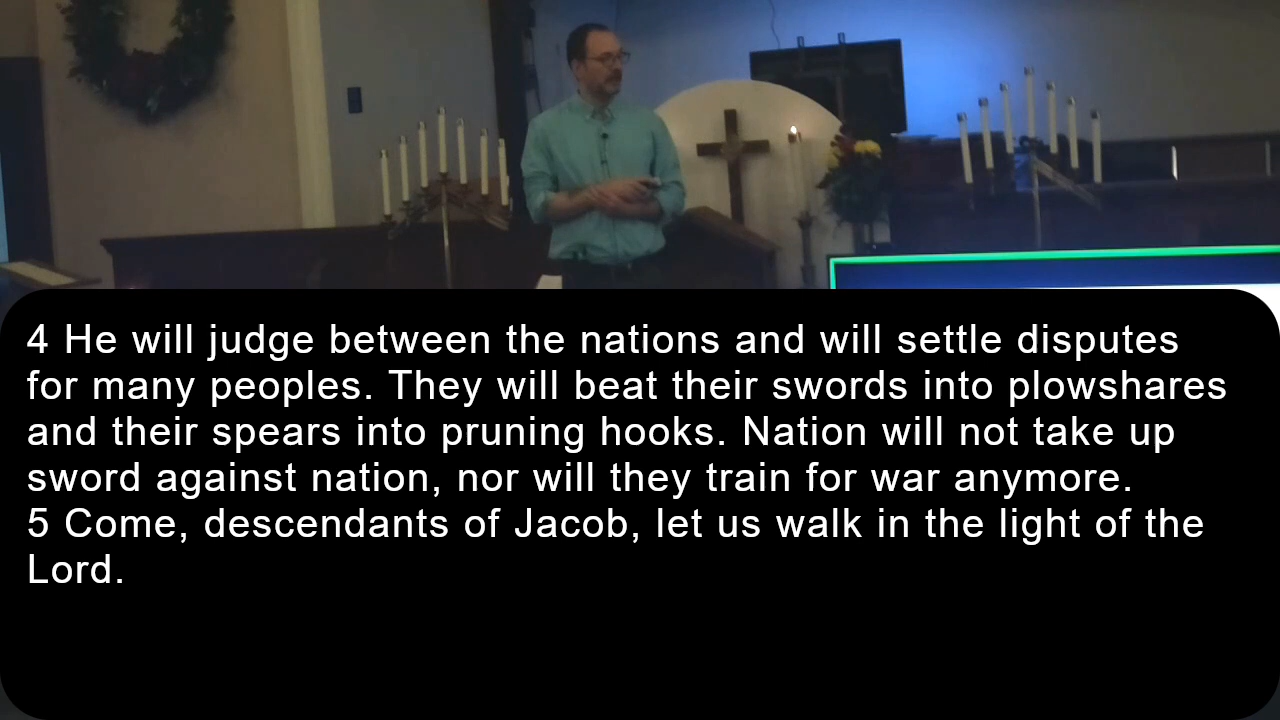 4 He will judge between the nations and will settle disputes
for many peoples. They will beat their swords into plowshares
and their spears into pruning hooks. Nation will not take up
sword against nation, nor will they train for war anymore.
5 Come, descendants of Jacob, let us walk in the light of the
Lord.